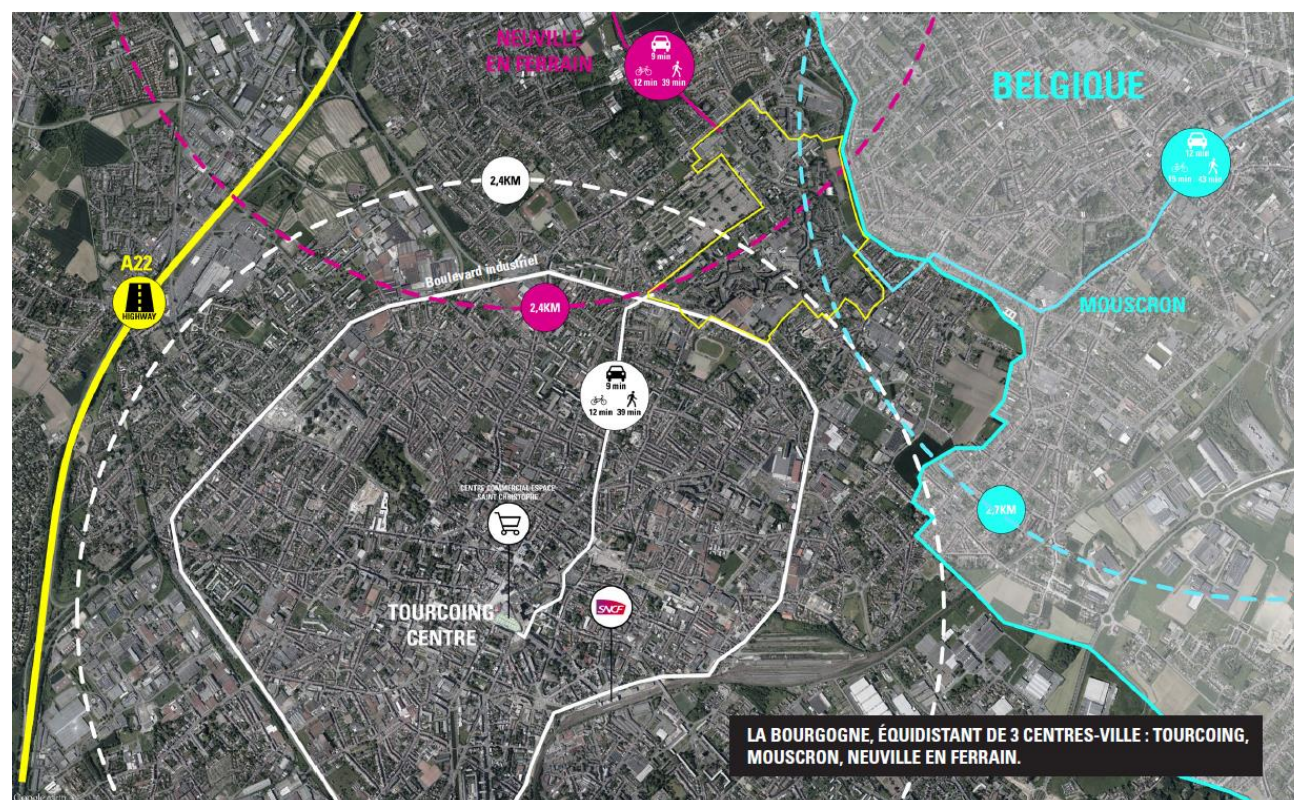 NEUVILLE
EN FERRAIN
9 min
12 min 39 min
BELGIQUE
12 min
15 min 43 min
2,4KM
A22
HIGHWAY
Boulevard industriel
2,4KM
MOUSCRON
9 min
12 min 39 min
CENTRE COMMERCIAL ESPACE
SAINT CHRISTOPHE
2,7KM
TOURCOING
CENTRE
SNCF
LA BOURGOGNE, ÉQUIDISTANT DE 3 CENTRES-VILLE : TOURCOING,
MOUSCRON, NEUVILLE EN FERRAIN.